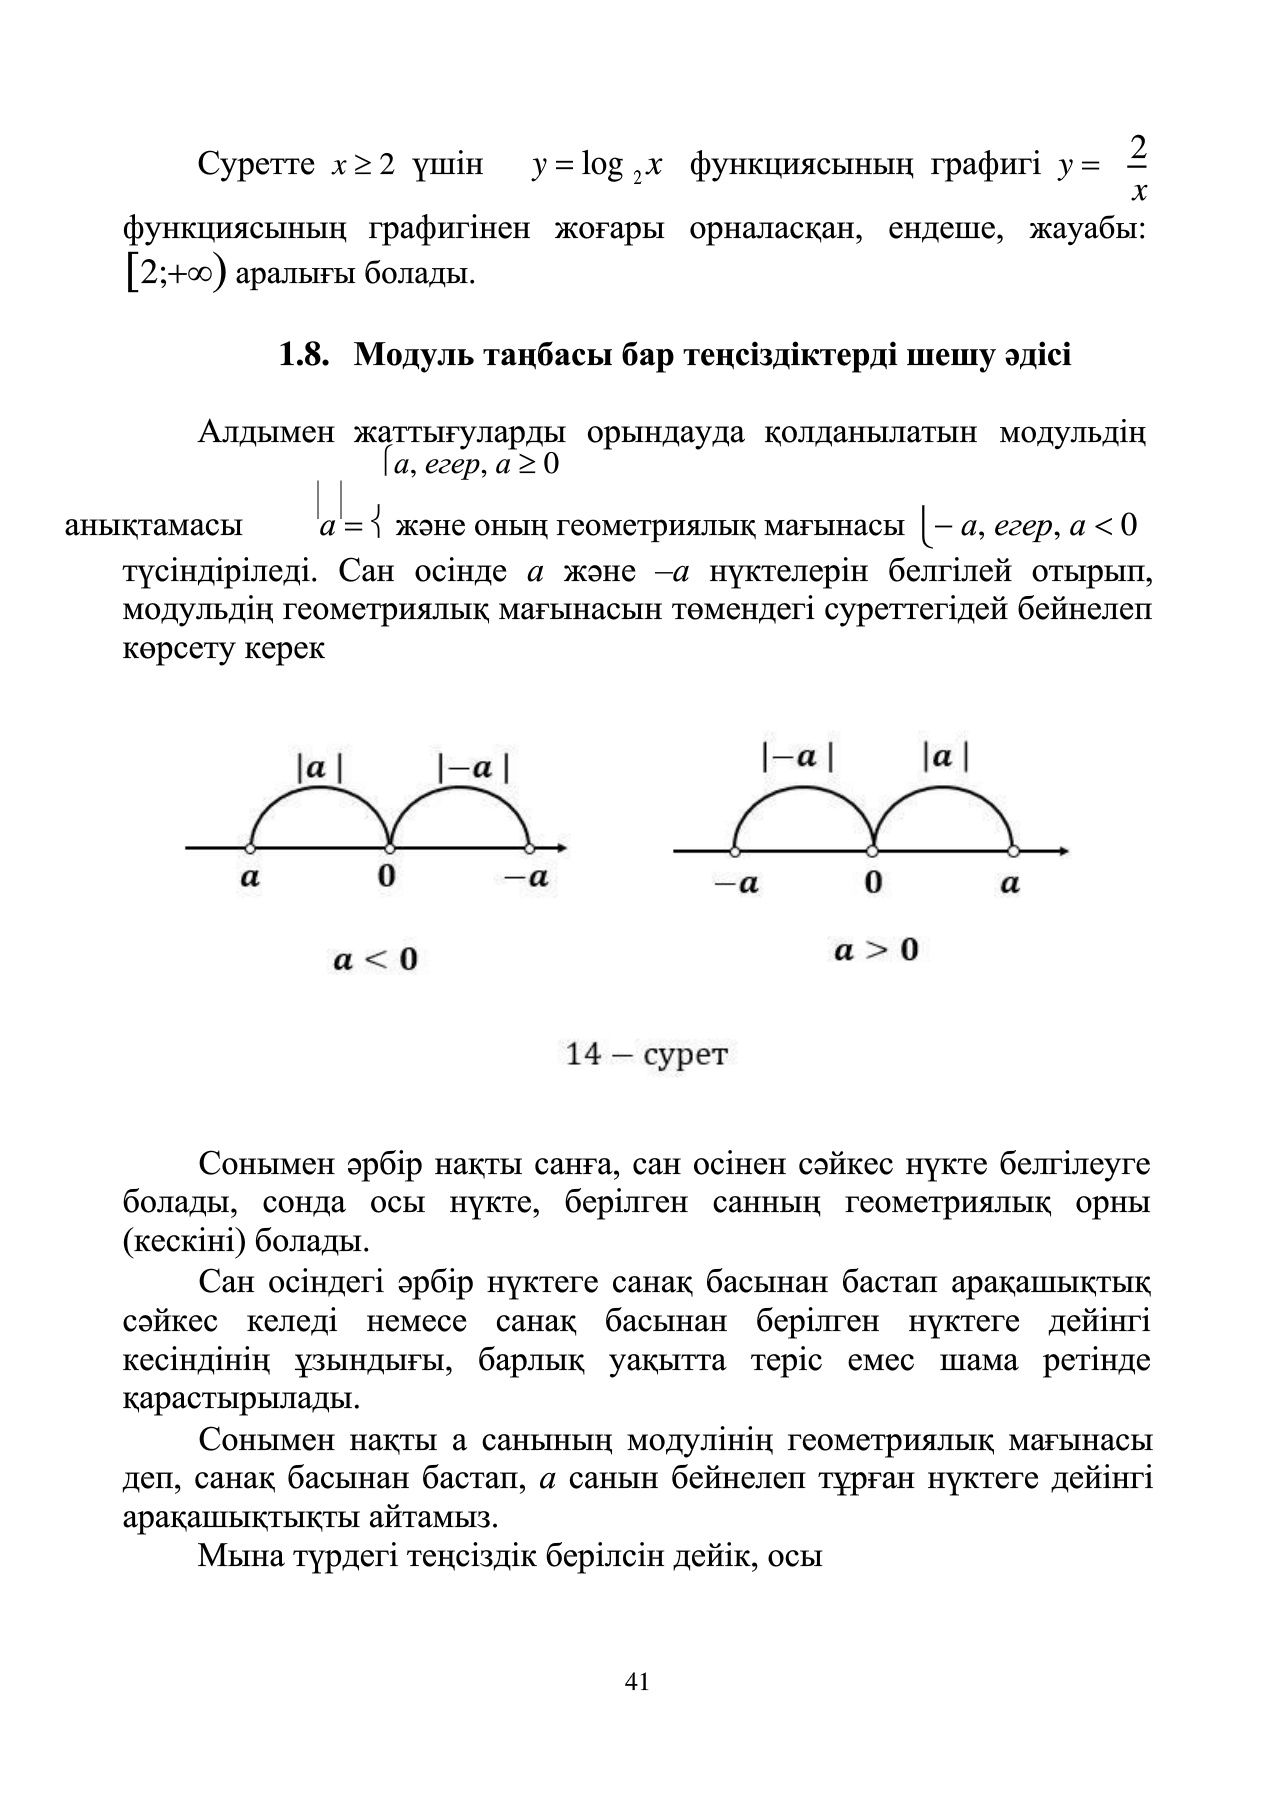 Суретте x ≥ 2 үшін y = log ₂ x функциясының графигі y = 2/x
функциясының графигінен жоғары орналасқан, ендеше, жауабы:
[2;+∞) аралығы болады.
1.8. Модуль таңбасы бар теңсіздіктерді шешу әдісі
Алдымен жаттығуларды орындауда қолданылатын модульдің
⎧a, егер, a ≥ 0
анықтамасы |a| = ⎨ және оның геометриялық мағынасы ⎩− a, егер, a < 0
түсіндіріледі. Сан осінде a және –a нүктелерін белгілей отырып,
модульдің геометриялық мағынасын төмендегі суреттегідей бейнелеп
көрсету керек
|a| |−a|
a 0 −a
a < 0
|−a| |a|
−a 0 a
a > 0
14 − сурет
Сонымен әрбір нақты санға, сан осінен сәйкес нүкте белгілеуге
болады, сонда осы нүкте, берілген санның геометриялық орны
(кескіні) болады.
Сан осіндегі әрбір нүктеге санақ басынан бастап арақашықтық
сәйкес келеді немесе санақ басынан берілген нүктеге дейінгі
кесіндінің ұзындығы, барлық уақытта теріс емес шама ретінде
қарастырылады.
Сонымен нақты а санының модулінің геометриялық мағынасы
деп, санақ басынан бастап, a санын бейнелеп тұрған нүктеге дейінгі
арақашықтықты айтамыз.
Мына түрдегі теңсіздік берілсін дейік, осы
41